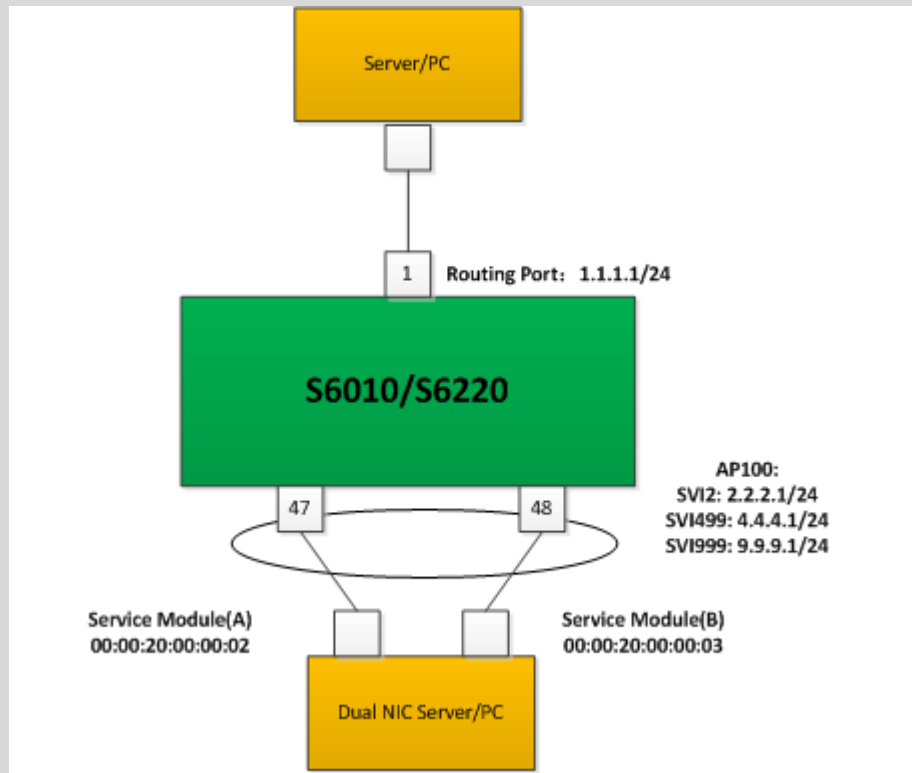 Server/PC
1
Routing Port：1.1.1.1/24
S6010/S6220
47
48
AP100:
SVI2: 2.2.2.1/24
SVI499: 4.4.4.1/24
SVI999: 9.9.9.1/24
Service Module(A)
00:00:20:00:00:02
Service Module(B)
00:00:20:00:00:03
Dual NIC Server/PC